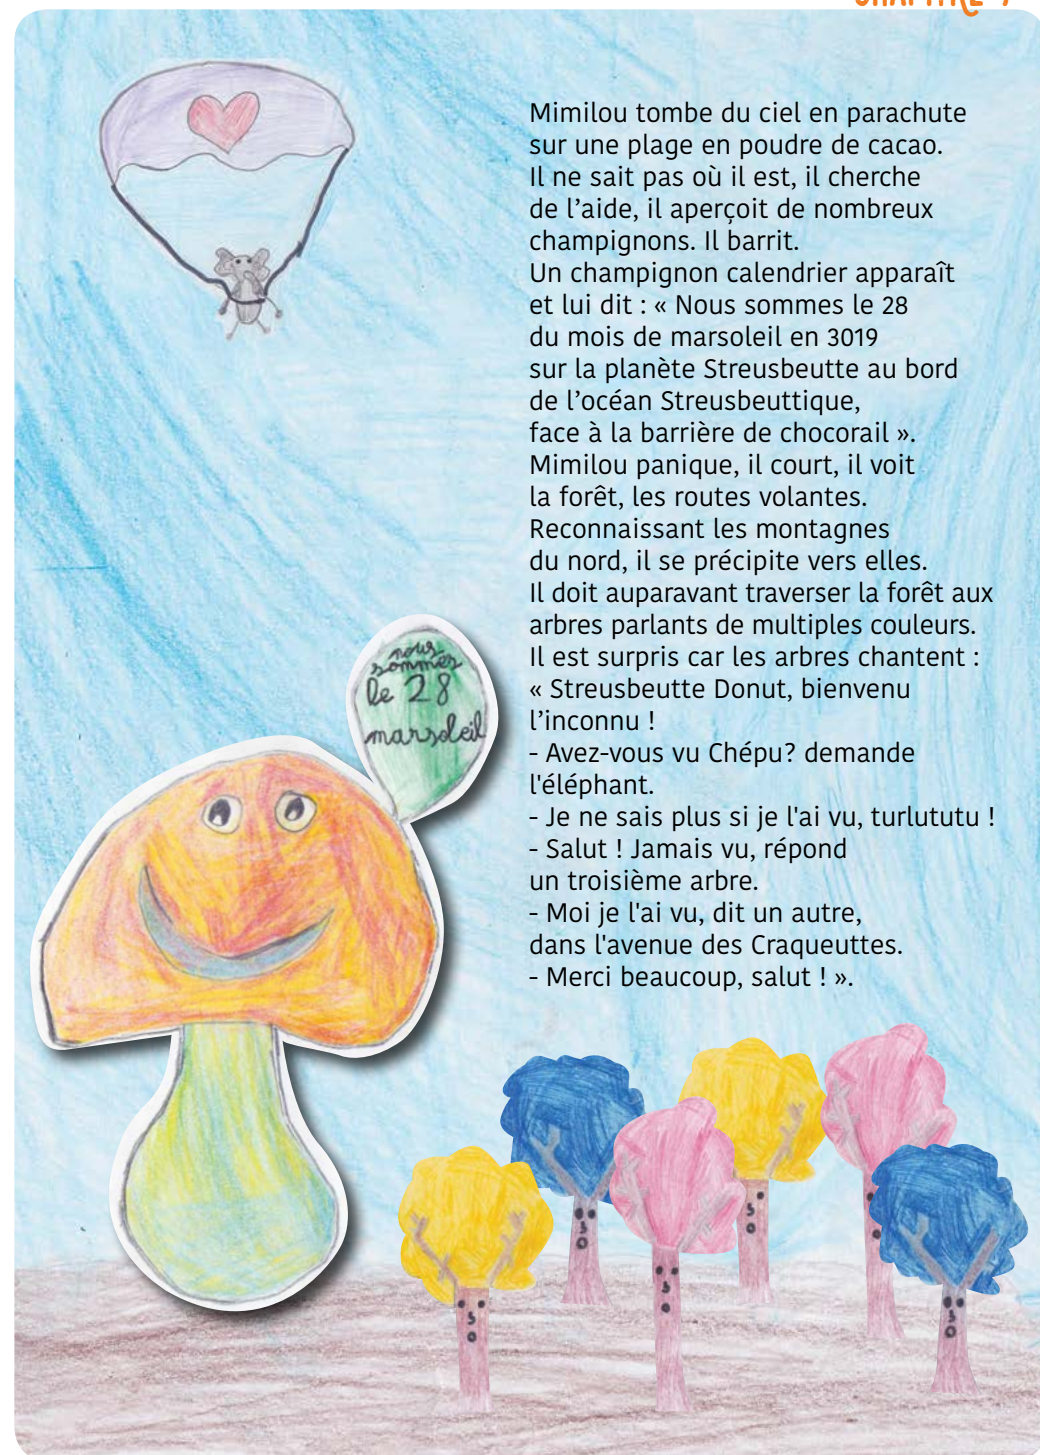 Mimilou tombe du ciel en parachute
sur une plage en poudre de cacao.
Il ne sait pas où il est, il cherche
de l’aide, il aperçoit de nombreux
champignons. Il barrit.
Un champignon calendrier apparaît
et lui dit : « Nous sommes le 28
du mois de marsoleil en 3019
sur la planète Streusbeutte au bord
de l’océan Streusbeuttique,
face à la barrière de chocorail ».
Mimilou panique, il court, il voit
la forêt, les routes volantes.
Reconnaissant les montagnes
du nord, il se précipite vers elles.
Il doit auparavant traverser la forêt aux
arbres parlants de multiples couleurs.
Il est surpris car les arbres chantent :
« Streusbeutte Donut, bienvenu
l’inconnu !
- Avez-vous vu Chépu? demande
l'éléphant.
- Je ne sais plus si je l'ai vu, turlututu !
- Salut ! Jamais vu, répond
un troisième arbre.
- Moi je l'ai vu, dit un autre,
dans l'avenue des Craqueuttes.
- Merci beaucoup, salut ! ».
nous
sommes
le 28
marsoleil